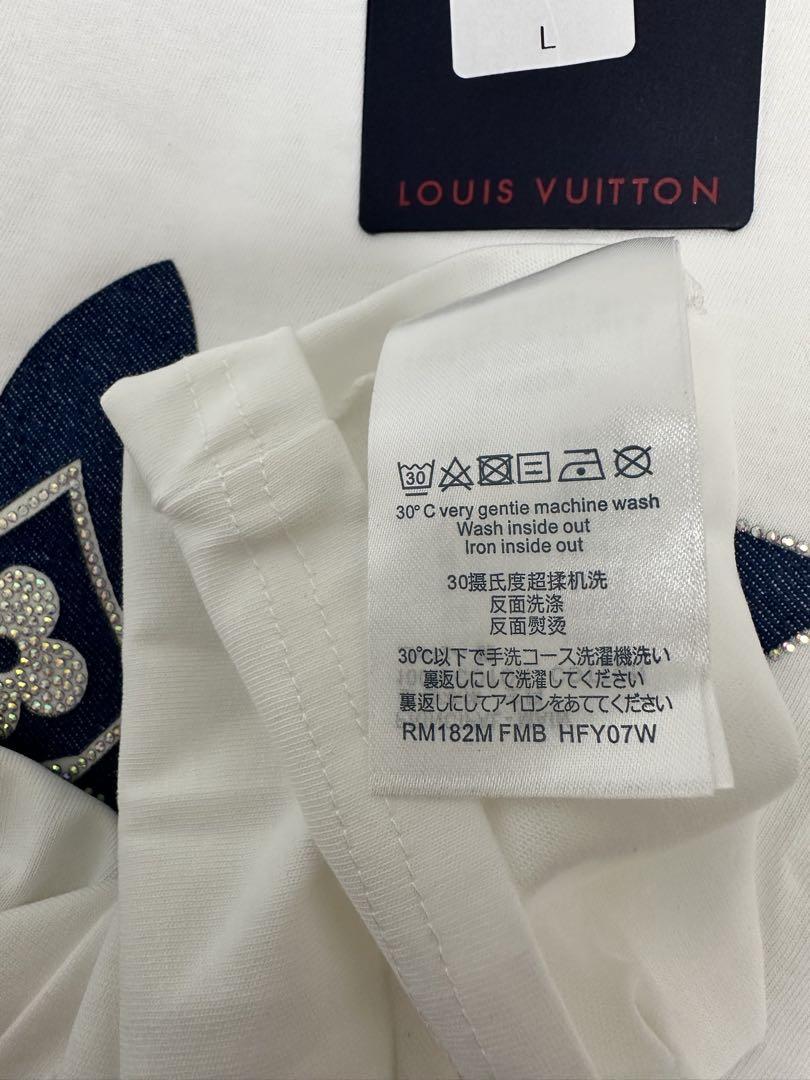 L
LOUIS VUITTON
30
30° C very gentie machine wash
Wash inside out
Iron inside out
30摄氏度超揉机洗
反面洗涤
反面熨烫
30℃以下で手洗コース洗濯機洗い
裏返しにして洗濯してください
裏返しにしてアイロンをあててください
RM182M FMB HFY07W